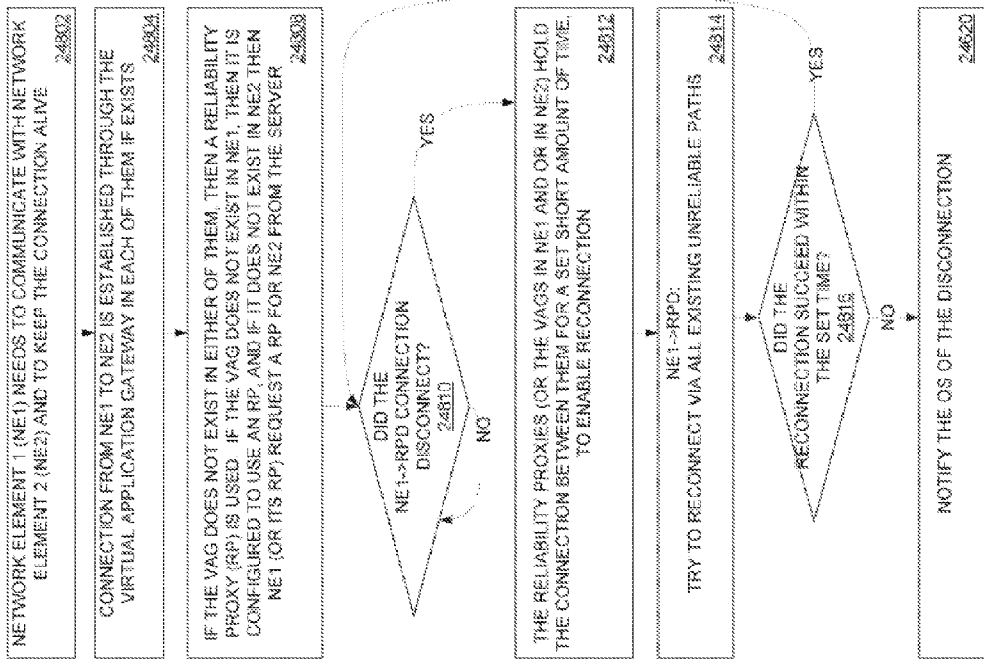 NETWORK ELEMENT 1 (NE1) NEEDS TO COMMUNICATE WITH NETWORK
ELEMENT 2 (NE2) AND TO KEEP THE CONNECTION ALIVE
24802
CONNECTION FROM NE1 TO NE2 IS ESTABLISHED THROUGH THE
VIRTUAL APPLICATION GATEWAY IN EACH OF THEM IF EXISTS
24804
IF THE VAG DOES NOT EXIST IN EITHER OF THEM, THEN A RELIABILITY
PROXY (RP) IS USED. IF THE VAG DOES NOT EXIST IN NE1, THEN IT IS
CONFIGURED TO USE AN RP, AND IF IT DOES NOT EXIST IN NE2 THEN
NE1 (OR ITS RP) REQUEST A RP FOR NE2 FROM THE SERVER
24808
DID THE
NE1->RPD CONNECTION
DISCONNECT?
24810
YES
NO
THE RELIABILITY PROXIES (OR THE VAGS IN NE1 AND OR IN NE2) HOLD
THE CONNECTION BETWEEN THEM FOR A SET SHORT AMOUNT OF TIME,
TO ENABLE RECONNECTION
24812
NE1->RPD:
TRY TO RECONNECT VIA ALL EXISTING UNRELIABLE PATHS
24814
DID THE
RECONNECTION SUCCEED WITHIN
THE SET TIME?
24816
YES
NO
NOTIFY THE OS OF THE DISCONNECTION
24820